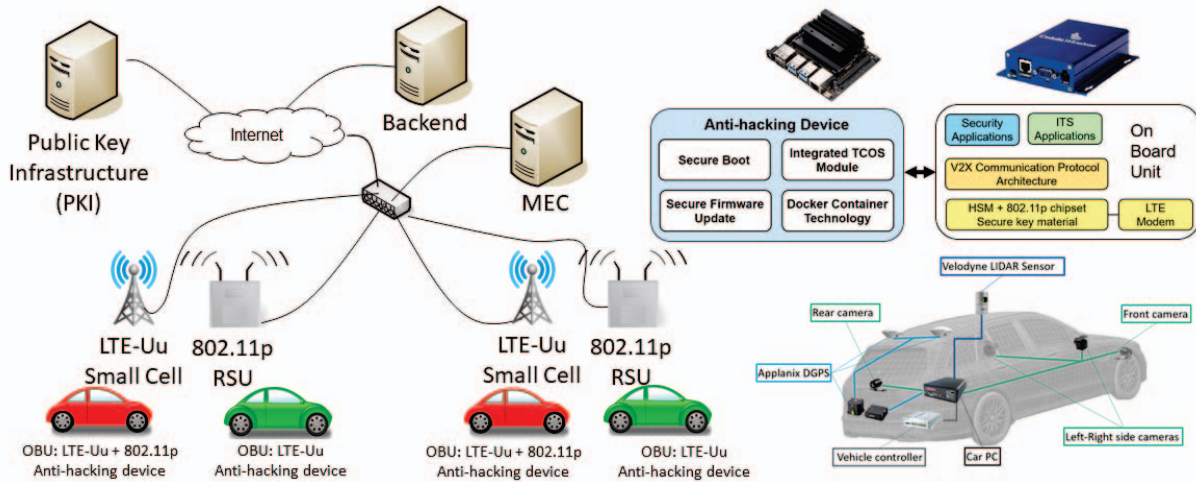 Public Key
Infrastructure
(PKI)
Internet
Backend
MEC
LTE-Uu
Small Cell
802.11p
RSU
LTE-Uu
Small Cell
802.11p
RSU
OBU: LTE-Uu + 802.11p
Anti-hacking device
OBU: LTE-Uu
Anti-hacking device
OBU: LTE-Uu + 802.11p
Anti-hacking device
OBU: LTE-Uu
Anti-hacking device
Anti-hacking Device
Secure Boot
Integrated TCOS
Module
Secure Firmware
Update
Docker Container
Technology
Security
Applications
ITS
Applications
On
Board
Unit
V2X Communication Protocol
Architecture
HSM + 802.11p chipset
Secure key material
LTE
Modem
Velodyne LIDAR Sensor
Rear camera
Front camera
Applanix DGPS
Left-Right side cameras
Vehicle controller
Car PC